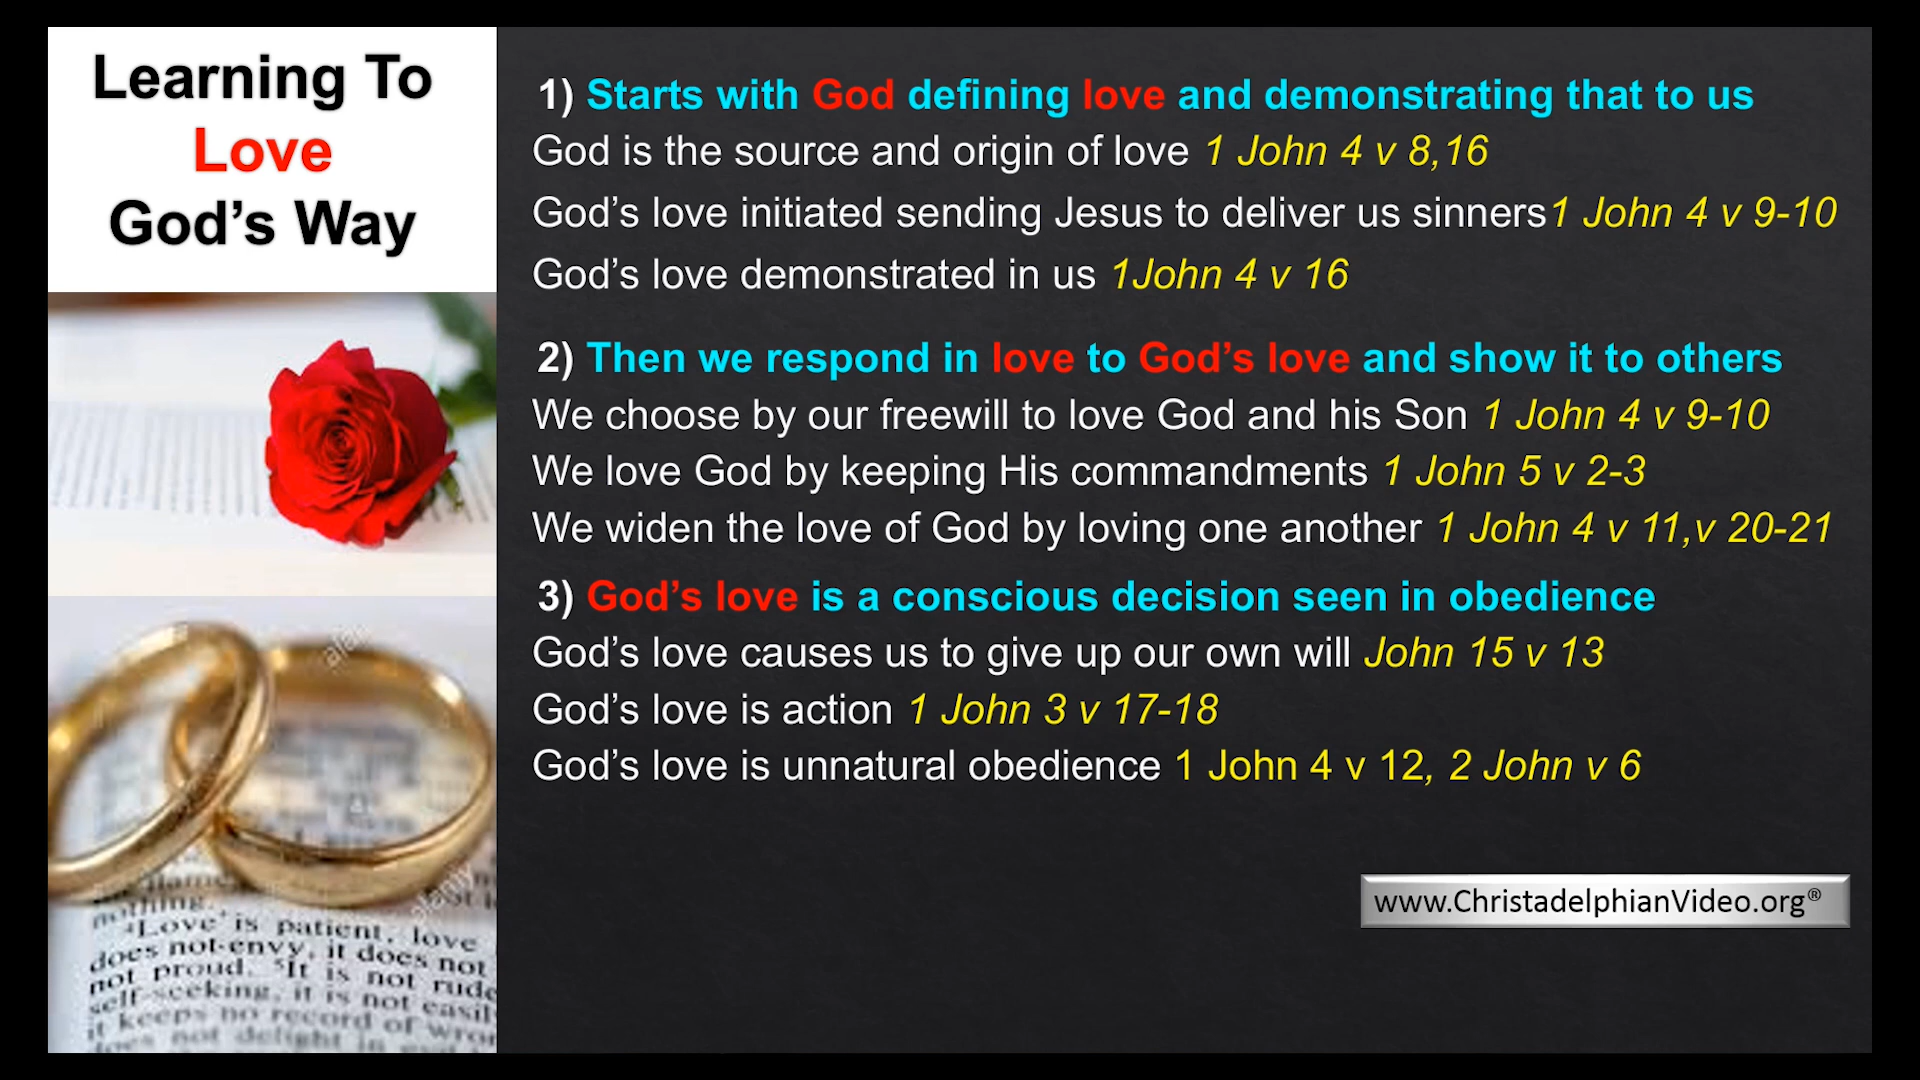 Learning To
Love
God's Way
1) Starts with God defining love and demonstrating that to us
God is the source and origin of love 1 John 4 v 8,16
God's love initiated sending Jesus to deliver us sinners1 John 4 v 9-10
God's love demonstrated in us 1John 4 v 16
2) Then we respond in love to God's love and show it to others
We choose by our freewill to love God and his Son 1 John 4 v 9-10
We love God by keeping His commandments 1 John 5 v 2-3
We widen the love of God by loving one another 1 John 4 v 11,v 20-21
3) God's love is a conscious decision seen in obedience
God's love causes us to give up our own will John 15 v 13
God's love is action 1 John 3 v 17-18
God's love is unnatural obedience 1 John 4 v 12, 2 John v 6
www.ChristadelphianVideo.org®
nothing.
4Love is patient, love
does not envy, it does not
not proud. 5It is not rude
self-seeking, it is not easil
it keeps no record of wron
does not delight in